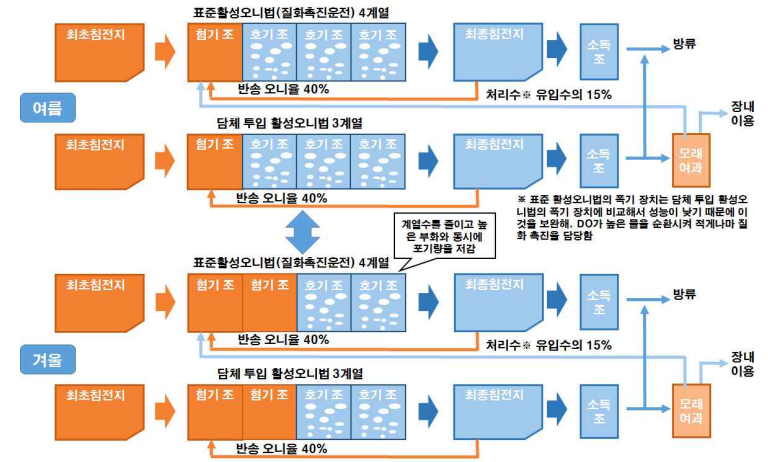 표준활성오니법(질화촉진운전) 4계열
최초침전지
혐기 조
호기 조
호기 조
호기 조
최종침전지
소독
조
방류
반송 오니율 40%
처리수※ 유입수의 15%
여름
담체 투입 활성오니법 3계열
장내
이용
최초침전지
혐기 조
호기 조
호기 조
호기 조
최종침전지
소독
조
모래
여과
반송 오니율 40%
※ 표준 활성오니법의 폭기 장치는 담체 투입 활성오
니법의 폭기 장치에 비교해서 성능이 낮기 때문에 이
것을 보완해, DO가 높은 물을 순환시켜 적게나마 질
화 촉진을 담당함
계열수를 줄이고 높
은 부화와 동시에
포기량을 저감
표준활성오니법(질화촉진운전) 4계열
최초침전지
혐기 조
혐기 조
호기 조
호기 조
최종침전지
소독
조
방류
반송 오니율 40%
처리수※ 유입수의 15%
겨울
담체 투입 활성오니법 3계열
장내
이용
최초침전지
혐기 조
혐기 조
호기 조
호기 조
최종침전지
소독
조
모래
여과
반송 오니율 40%